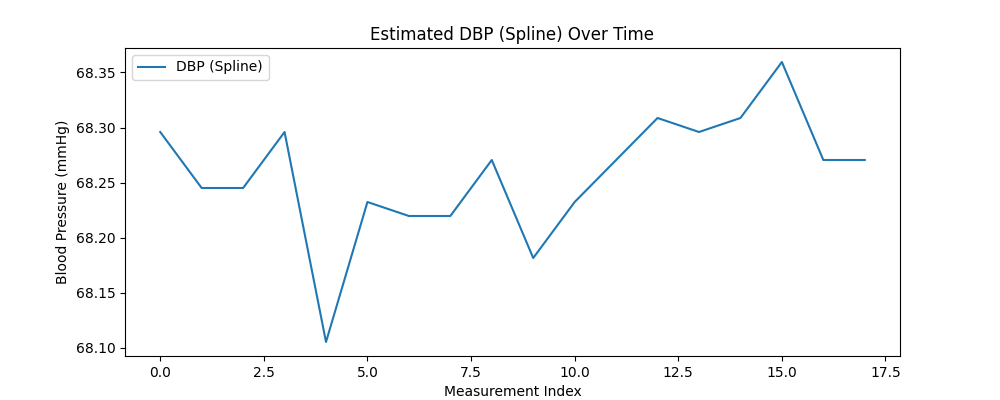 Estimated DBP (Spline) Over Time
DBP (Spline)
Blood Pressure (mmHg)
68.35
68.30
68.25
68.20
68.15
68.10
0.0 2.5 5.0 7.5 10.0 12.5 15.0 17.5
Measurement Index